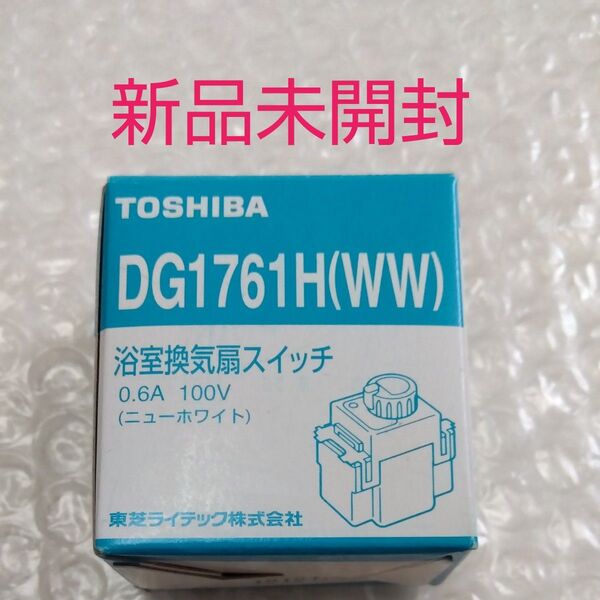 新品未開封
TOSHIBA
DG1761H(WW)
浴室換気扇スイッチ
0.6A 100V
(ニューホワイト)
東芝ライテック株式会社